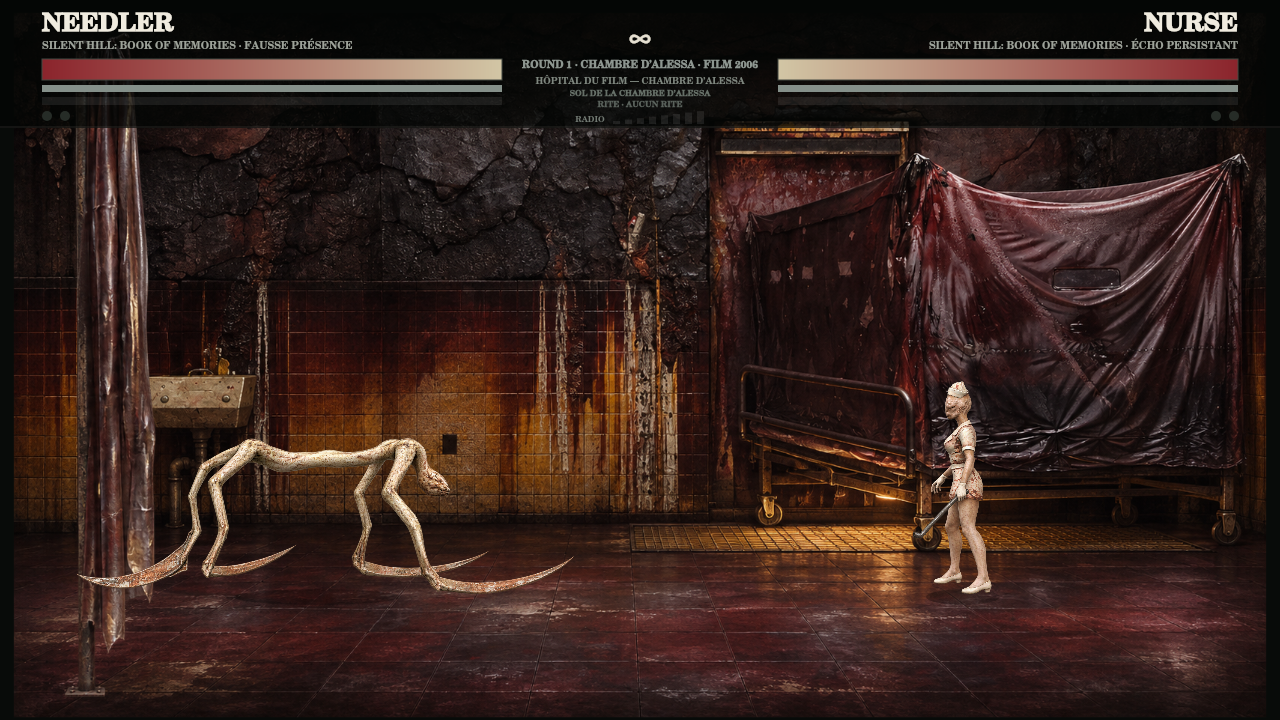 NEEDLER
SILENT HILL: BOOK OF MEMORIES · FAUSSE PRÉSENCE
∞
ROUND 1 · CHAMBRE D'ALESSA · FILM 2006
HÔPITAL DU FILM — CHAMBRE D'ALESSA
SOL DE LA CHAMBRE D'ALESSA
RITE · AUCUN RITE
RADIO
NURSE
SILENT HILL: BOOK OF MEMORIES · ÉCHO PERSISTANT